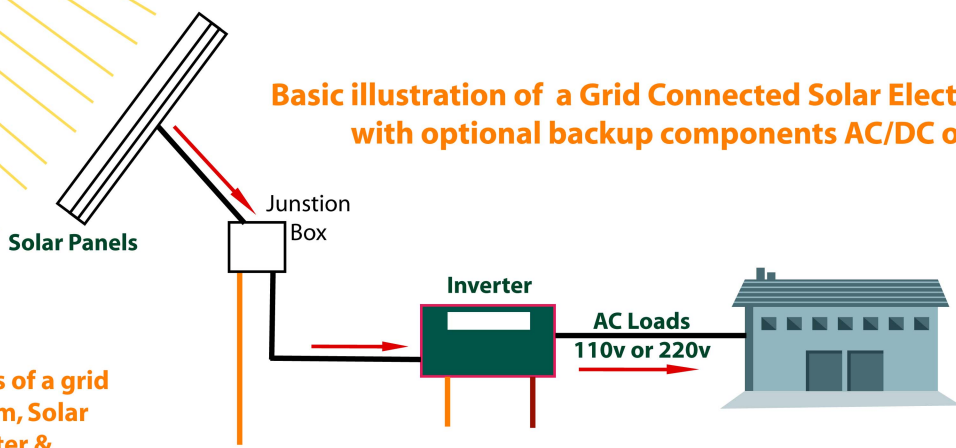 Basic illustration of a Grid Connected Solar Elect
with optional backup components AC/DC o
Junstion
Box
Solar Panels
Inverter
AC Loads
110v or 220v
s of a grid
m, Solar
ter &